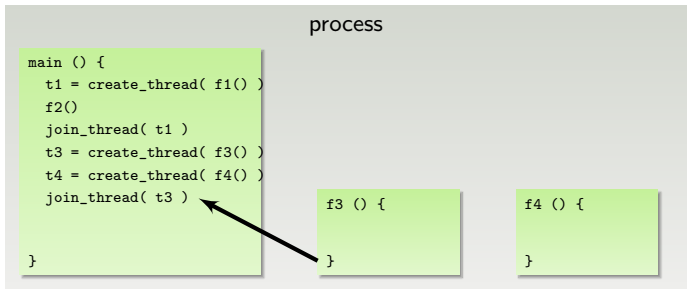 process
main () {
t1 = create_thread( f1() )
f2()
join_thread( t1 )
t3 = create_thread( f3() )
t4 = create_thread( f4() )
join_thread( t3 )
}
f3 () {
}
f4 () {
}